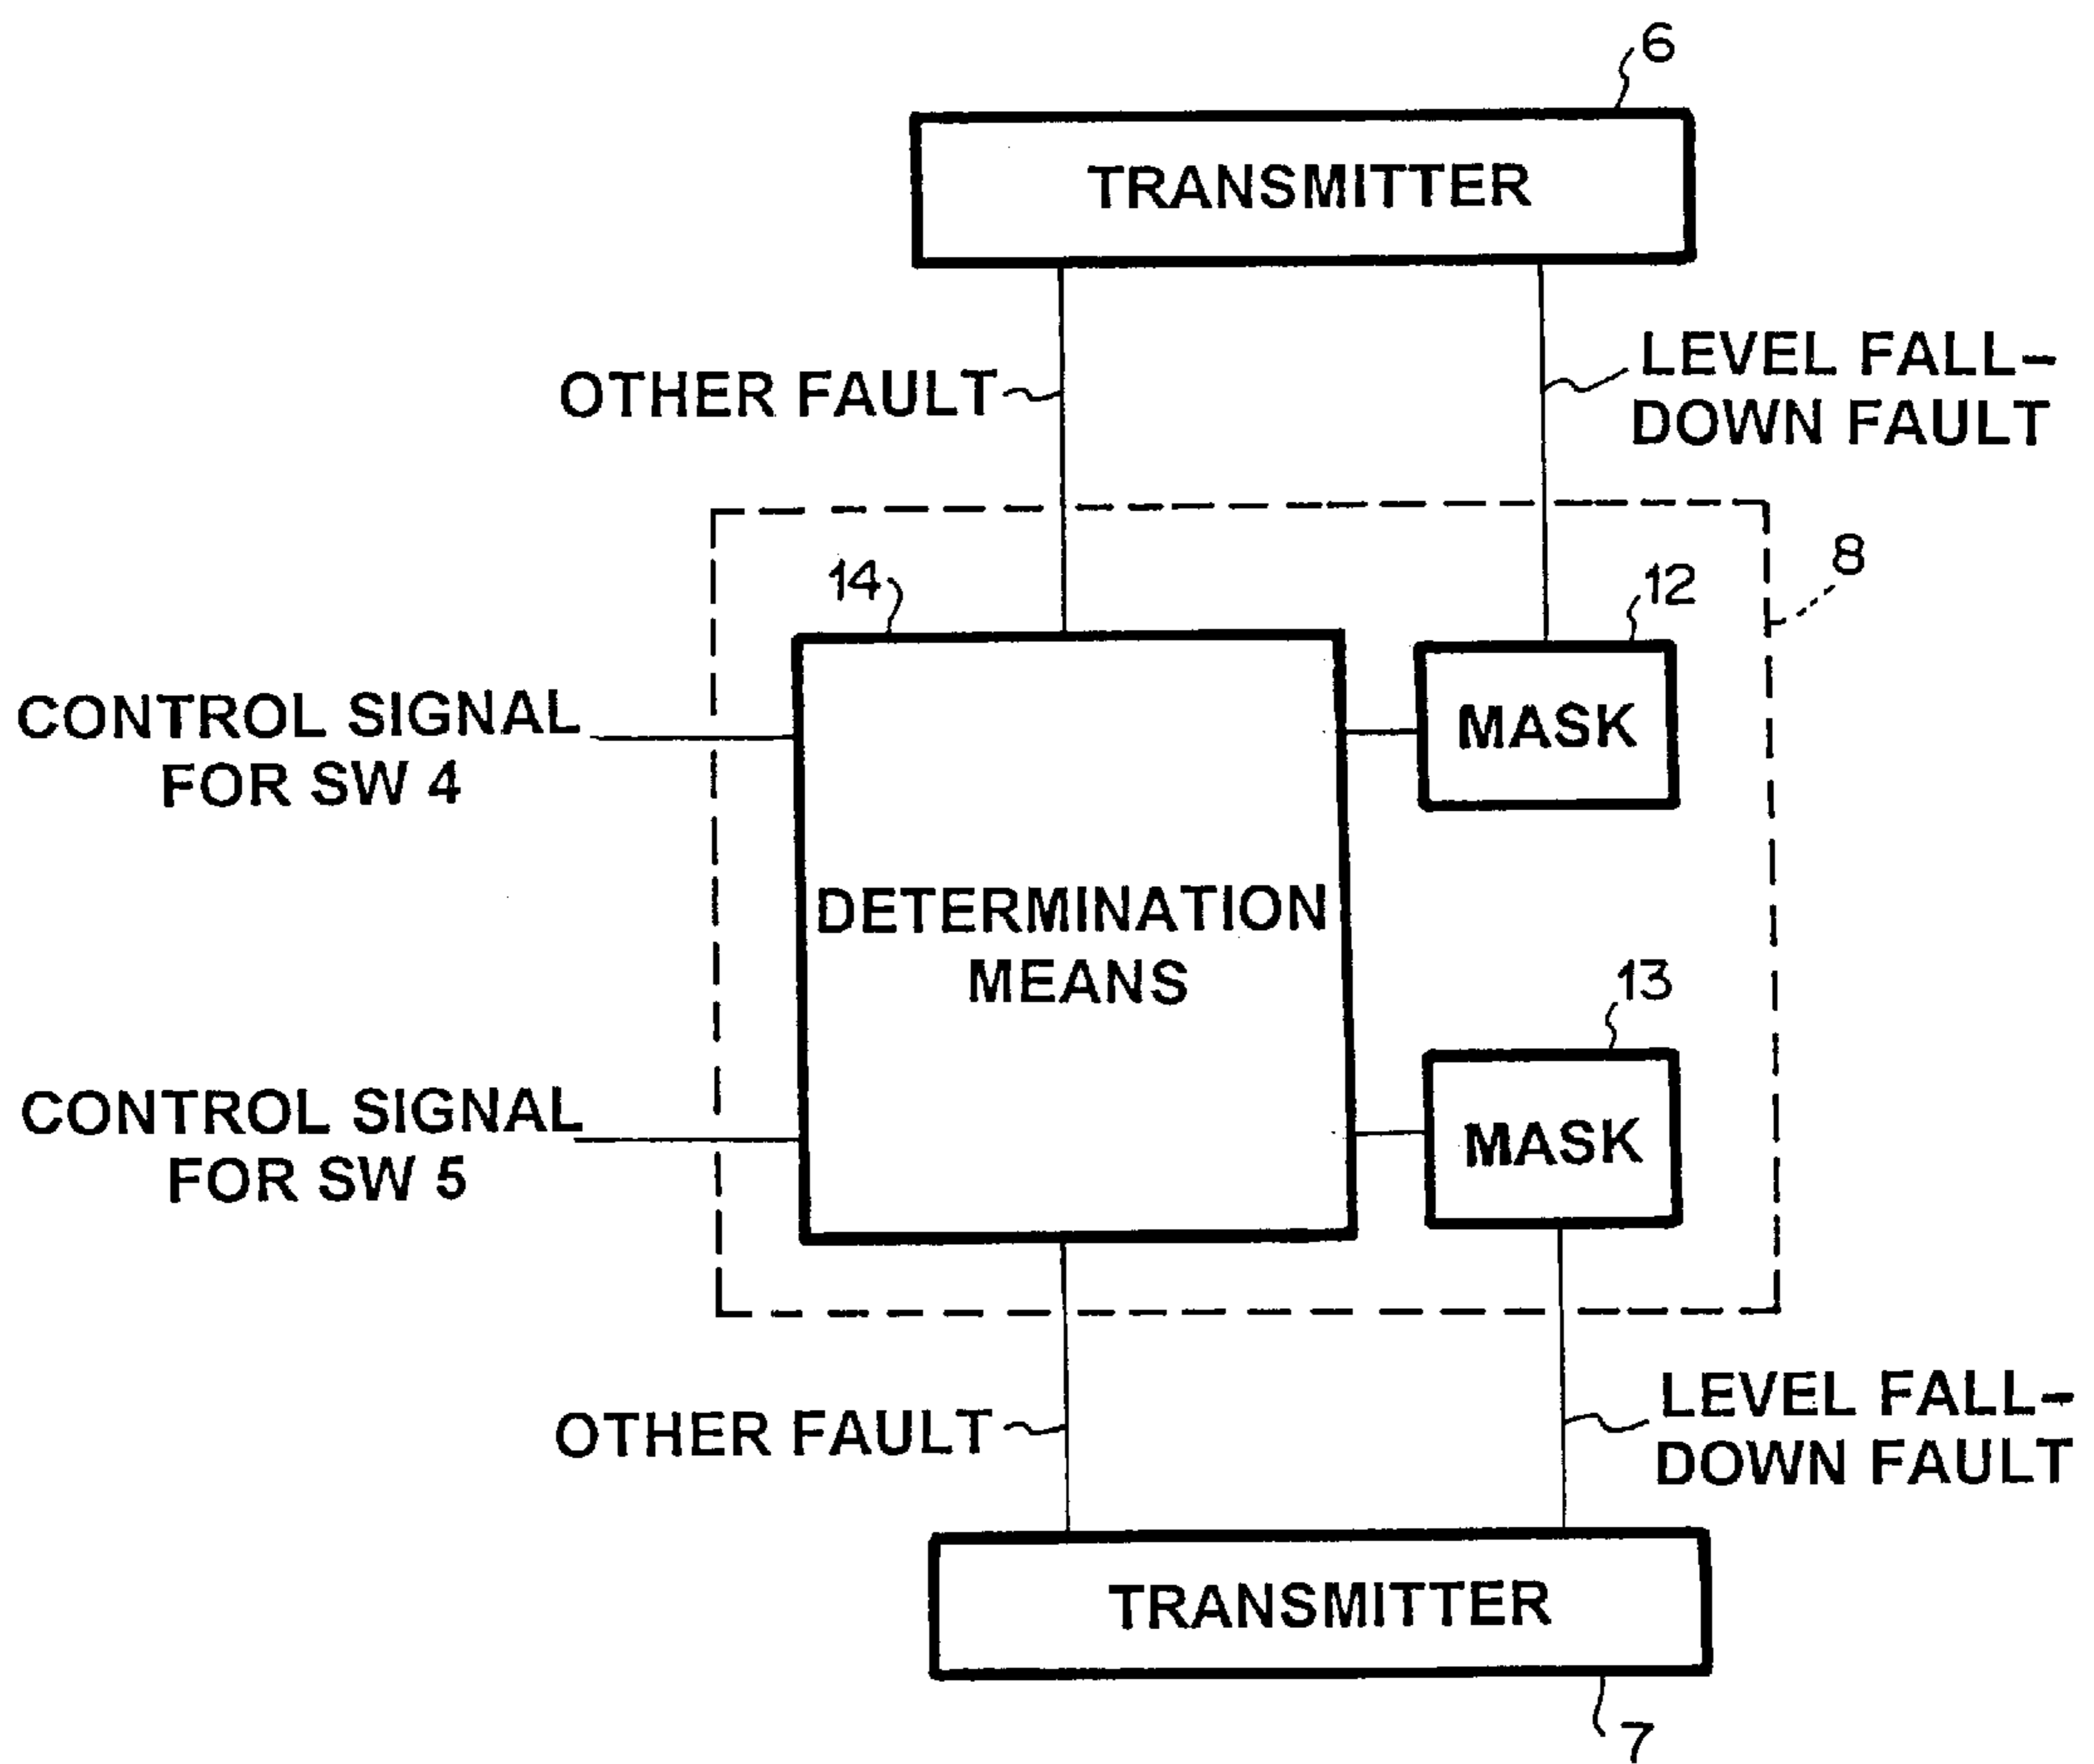 6
TRANSMITTER
OTHER FAULT
LEVEL FALL-
DOWN FAULT
8
14
12
MASK
CONTROL SIGNAL
FOR SW 4
DETERMINATION
MEANS
13
MASK
CONTROL SIGNAL
FOR SW 5
OTHER FAULT
LEVEL FALL-
DOWN FAULT
TRANSMITTER
7